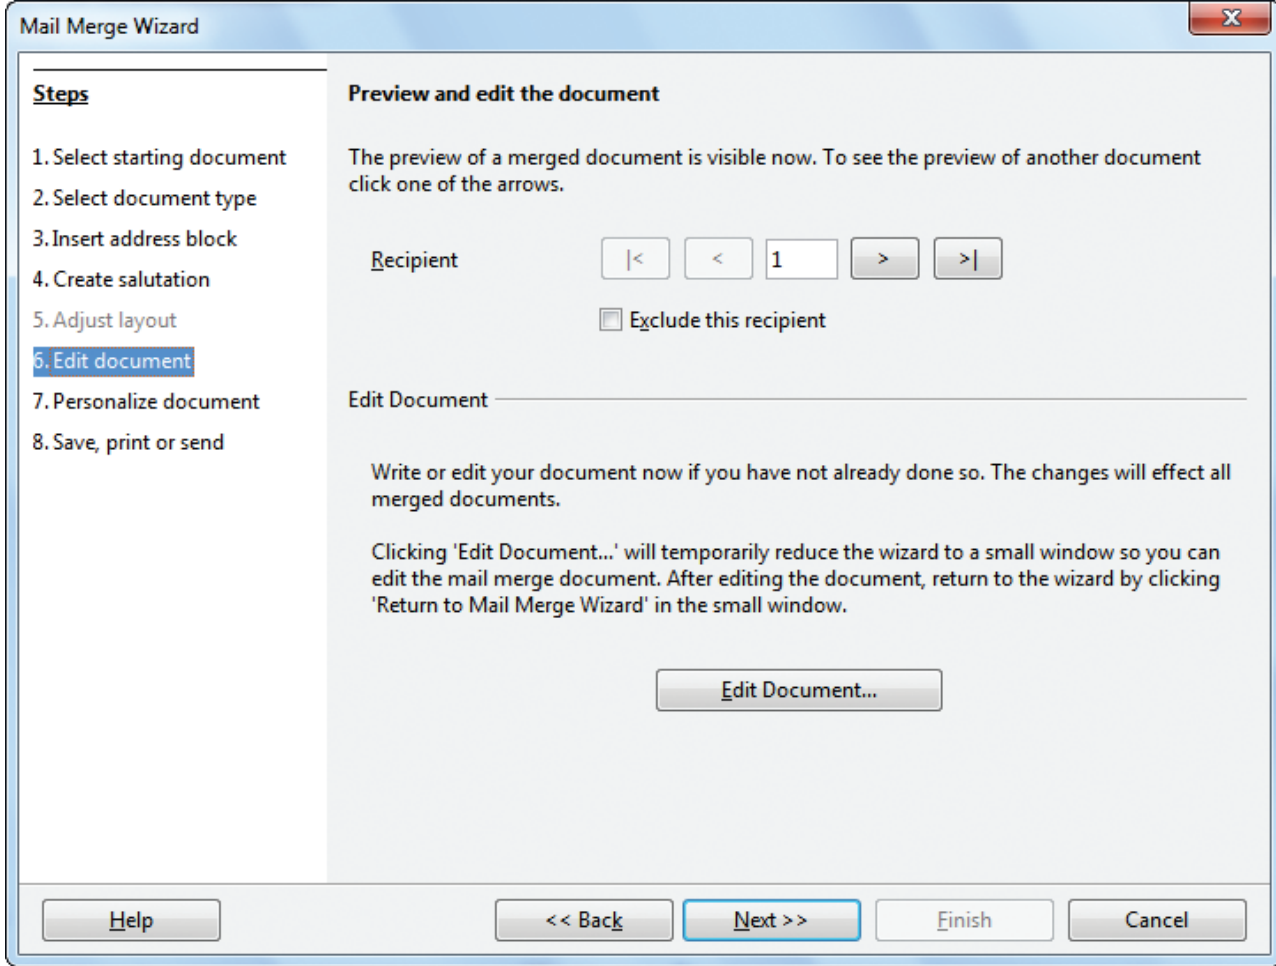 Mail Merge Wizard
X
Steps
1. Select starting document
2. Select document type
3. Insert address block
4. Create salutation
5. Adjust layout
6. Edit document
7. Personalize document
8. Save, print or send
Preview and edit the document
The preview of a merged document is visible now. To see the preview of another document
click one of the arrows.
Recipient |< < 1 > >|
Exclude this recipient
Edit Document
Write or edit your document now if you have not already done so. The changes will effect all
merged documents.
Clicking 'Edit Document...' will temporarily reduce the wizard to a small window so you can
edit the mail merge document. After editing the document, return to the wizard by clicking
'Return to Mail Merge Wizard' in the small window.
Edit Document...
Help << Back Next >> Finish Cancel